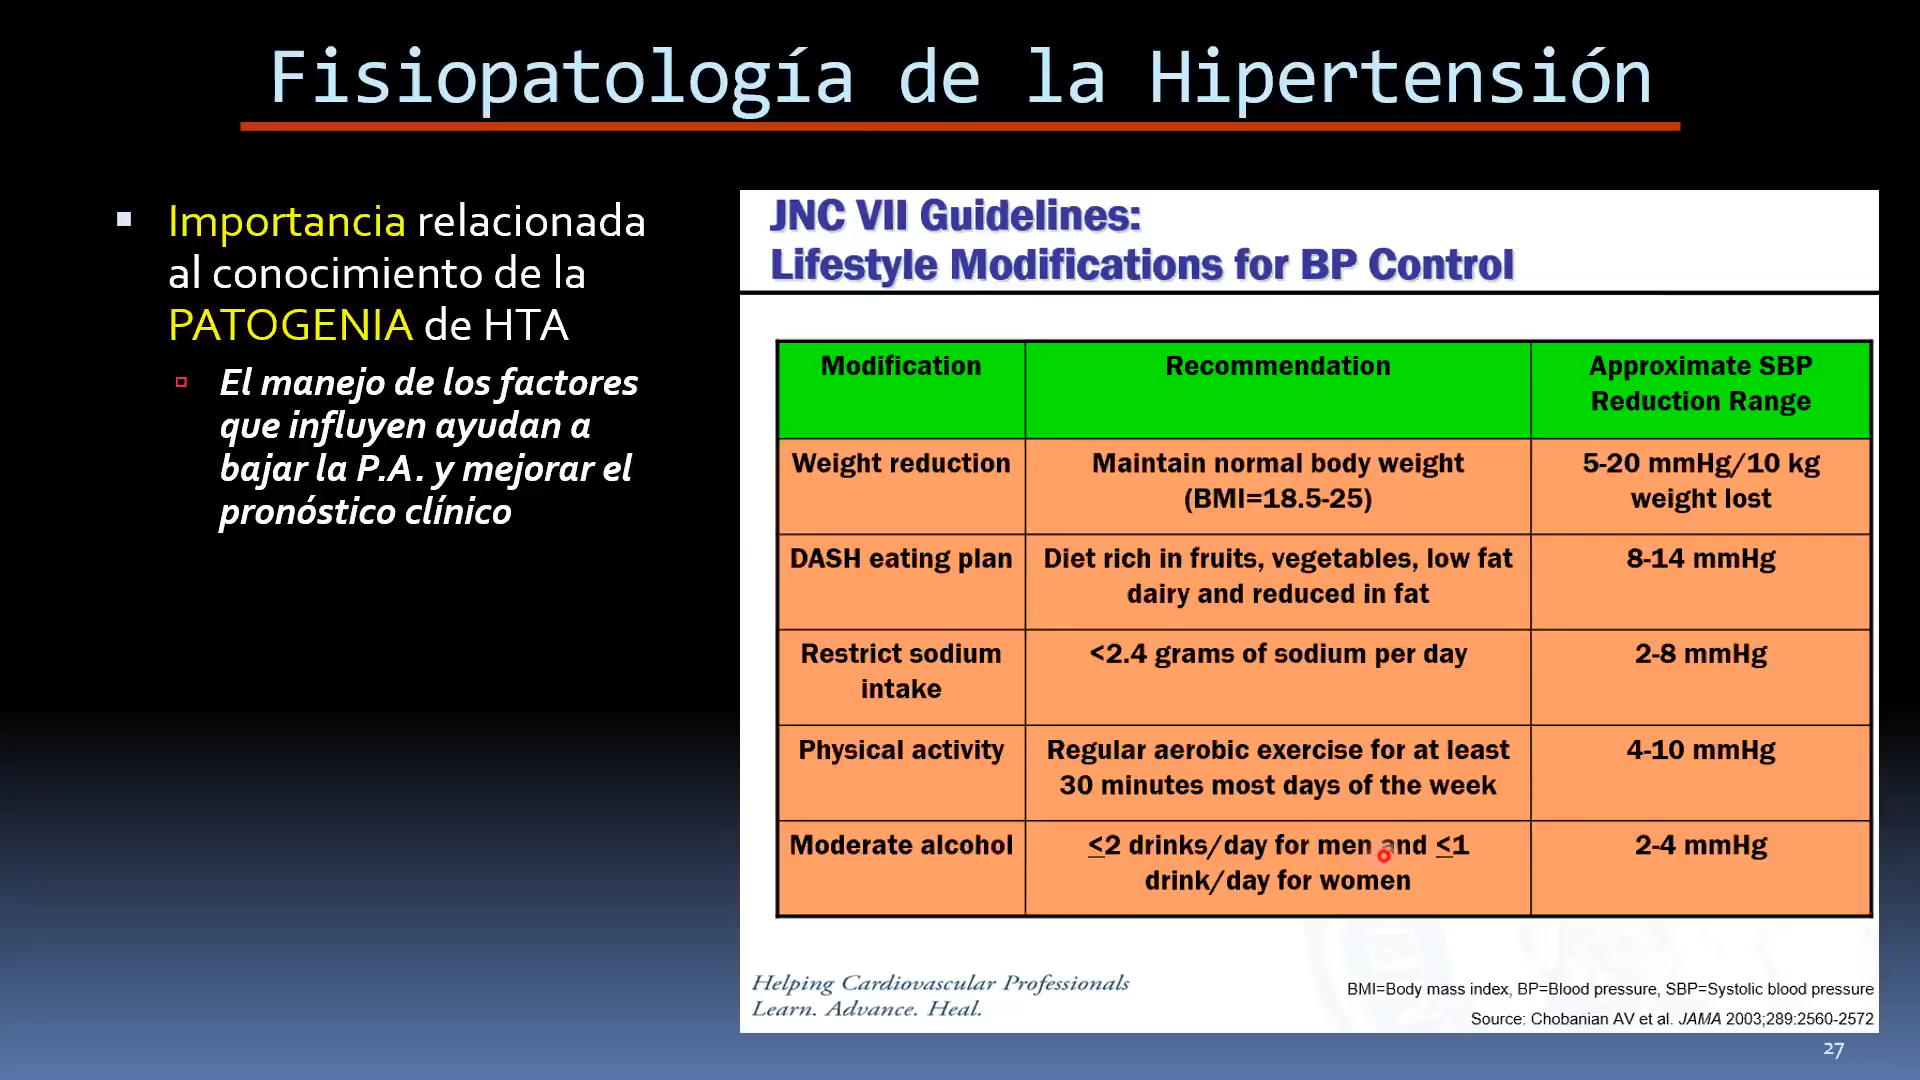 Fisiopatología de la Hipertensión
Importancia relacionada
al conocimiento de la
PATOGENIA de HTA
El manejo de los factores
que influyen ayudan a
bajar la P.A. y mejorar el
pronóstico clínico
JNC VII Guidelines:
Lifestyle Modifications for BP Control
Modification
Recommendation
Approximate SBP
Reduction Range
Weight reduction
Maintain normal body weight
(BMI=18.5-25)
5-20 mmHg/10 kg
weight lost
DASH eating plan
Diet rich in fruits, vegetables, low fat
dairy and reduced in fat
8-14 mmHg
Restrict sodium
intake
<2.4 grams of sodium per day
2-8 mmHg
Physical activity
Regular aerobic exercise for at least
30 minutes most days of the week
4-10 mmHg
Moderate alcohol
<2 drinks/day for men and <1
drink/day for women
2-4 mmHg
Helping Cardiovascular Professionals
Learn. Advance. Heal.
BMI=Body mass index, BP=Blood pressure, SBP=Systolic blood pressure
Source: Chobanian AV et al. JAMA 2003;289:2560-2572
27